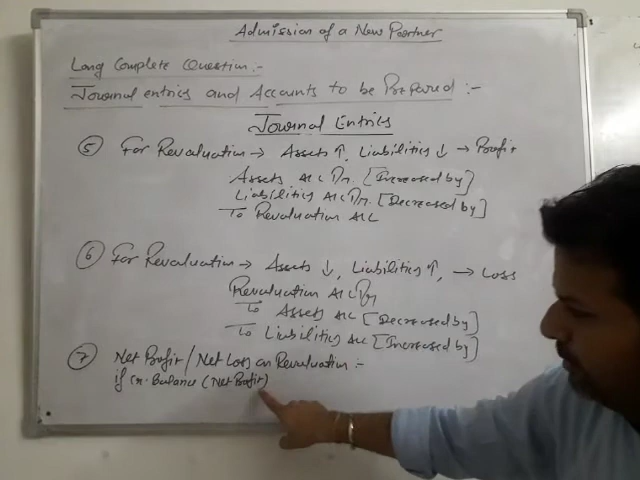 Admission of a New Partner
Long Complete Question:-
Journal entries and Accounts to be Prepared:-
Journal Entries
⑤ For Revaluation → Assets ↑, Liabilities ↓ → Profit
Assets A/C Dr. [Increased by]
Liabilities A/C Dr. [Decreased by]
To Revaluation A/C
⑥ For Revaluation → Assets ↓, Liabilities ↑, → Loss
Revaluation A/C Dr
To Assets A/C [Decreased by]
To Liabilities A/C [Increased by]
⑦ Net Profit / Net Loss on Revaluation:-
if Cr. Balance (Net Profit)